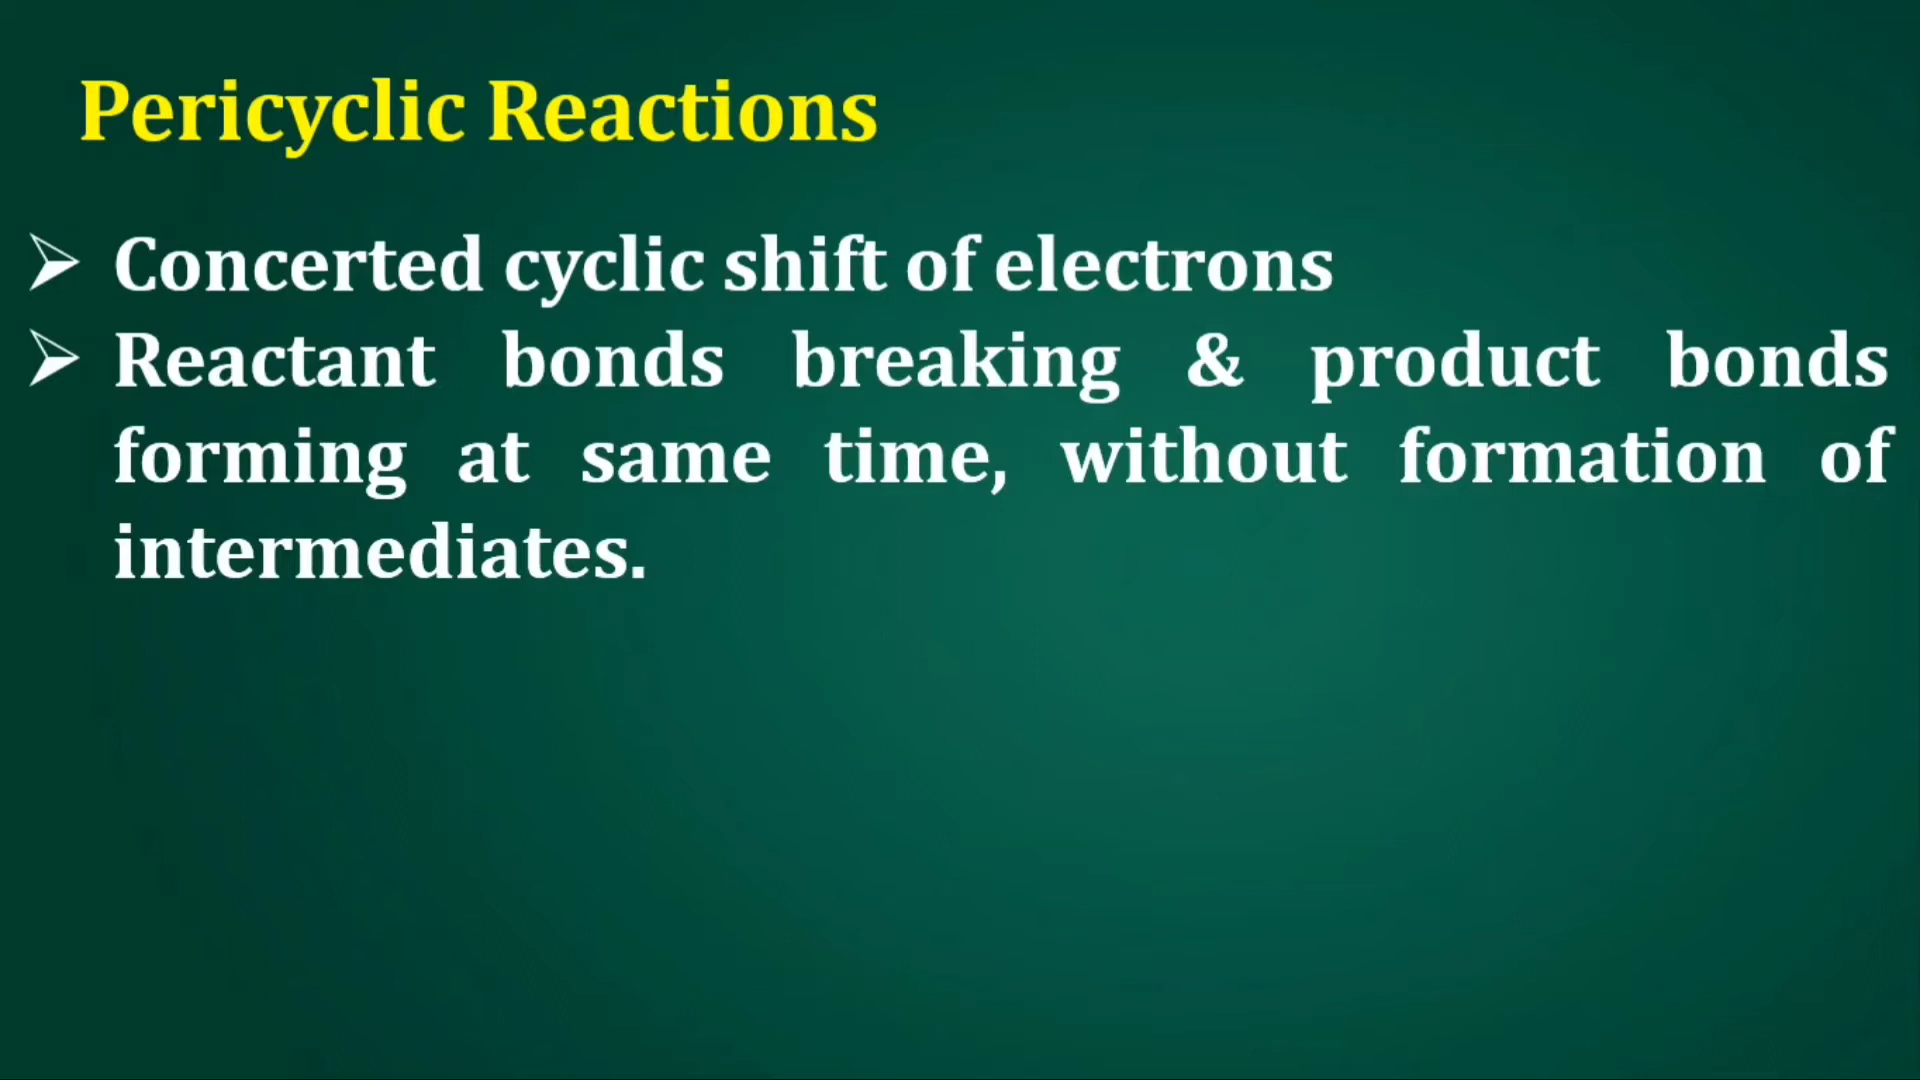 Pericyclic Reactions
➢ Concerted cyclic shift of electrons
➢ Reactant bonds breaking & product bonds
forming at same time, without formation of
intermediates.